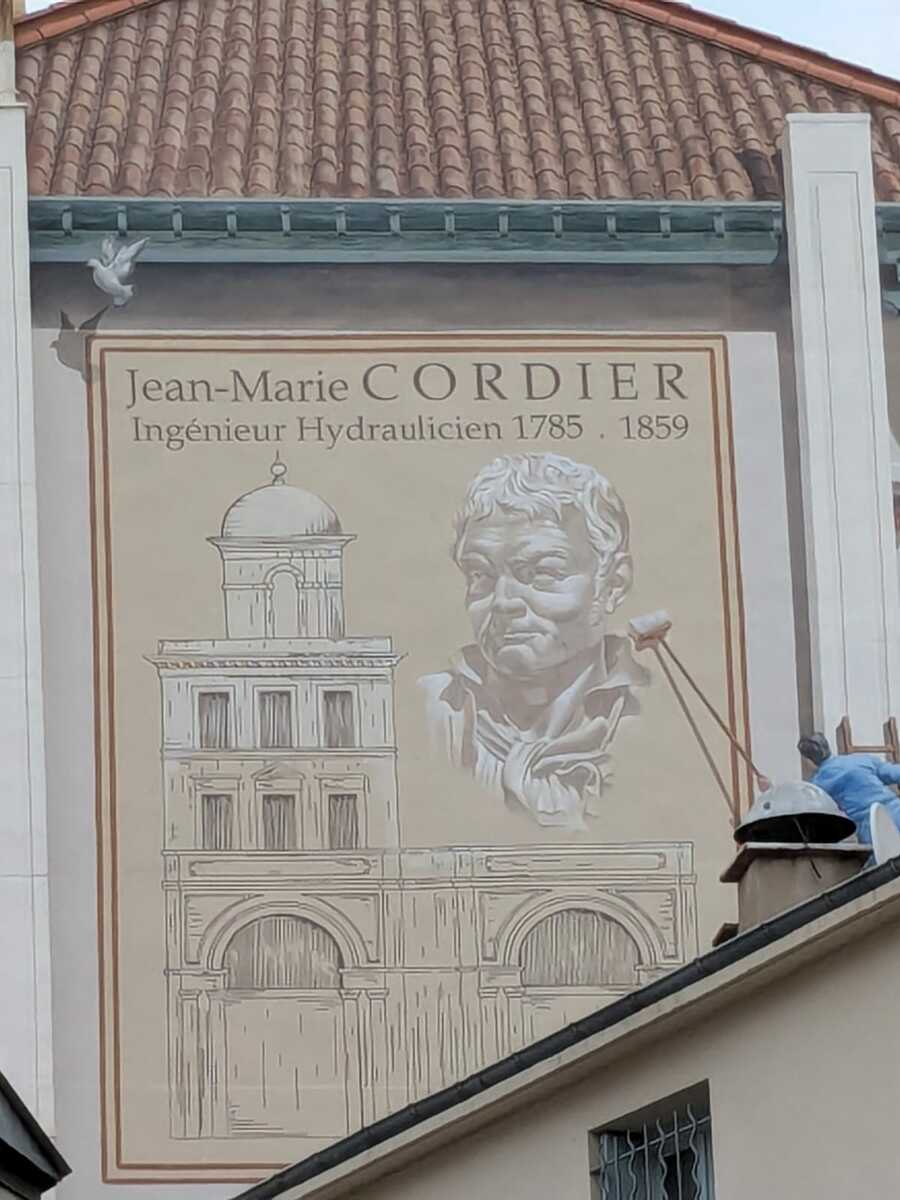 Jean-Marie CORDIER
Ingénieur Hydraulicien 1785 . 1859